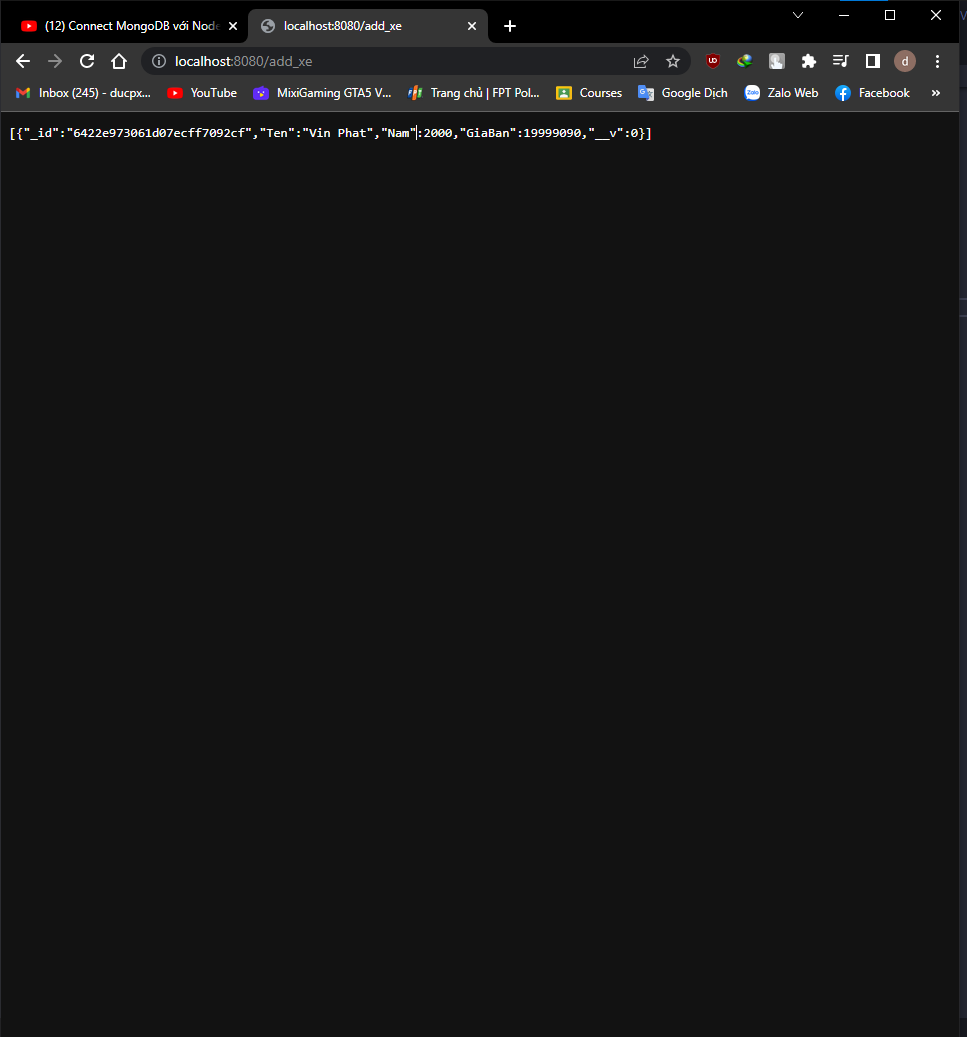 (12) Connect MongoDB với Node
localhost:8080/add_xe
localhost:8080/add_xe
d
Inbox (245) - ducpx... YouTube MixiGaming GTA5 V... Trang chủ | FPT Pol... Courses Google Dịch Zalo Web Facebook »
[{"_id":"6422e973061d07ecff7092cf","Ten":"Vin Phat","Nam":2000,"GiaBan":19999090,"__v":0}]